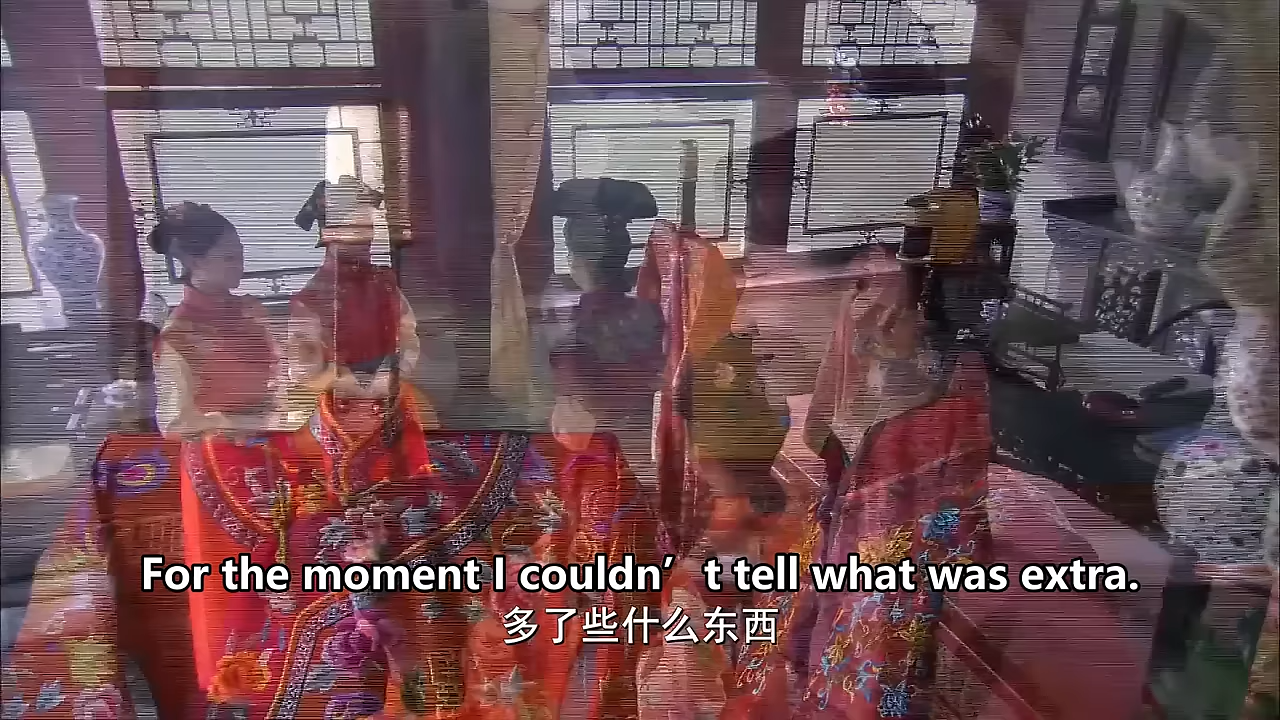 For the moment I couldn’t tell what was extra.
多了些什么东西